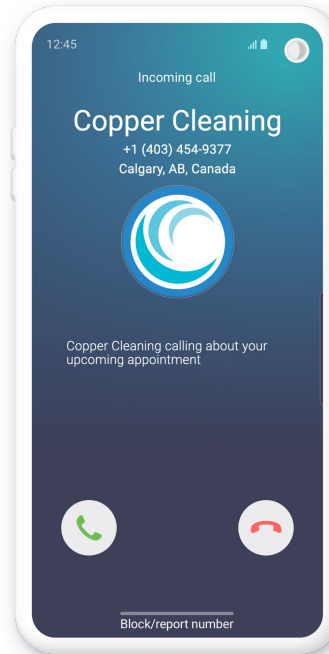 12:45
Incoming call
Copper Cleaning
+1 (403) 454-9377
Calgary, AB, Canada
Copper Cleaning calling about your
upcoming appointment
Block/report number